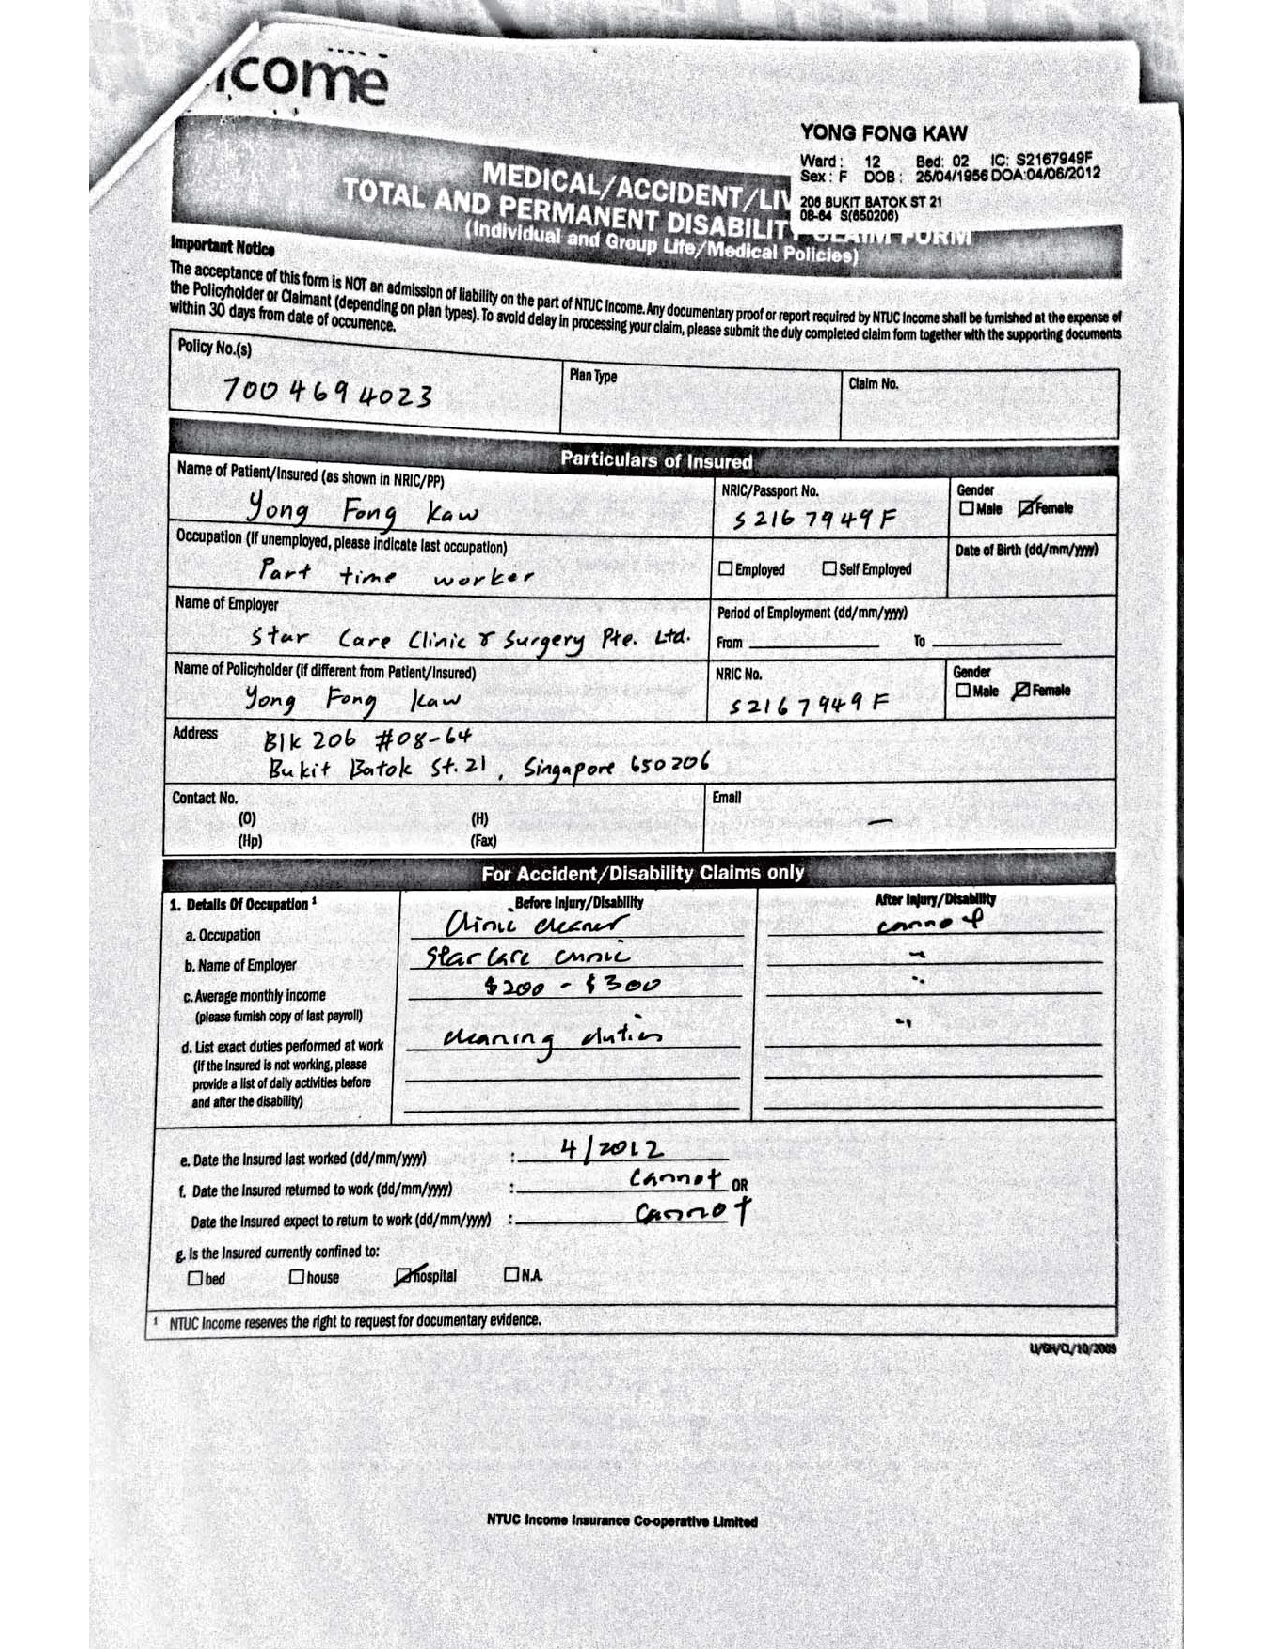 income
YONG FONG KAW
Ward : 12 Bed: 02 IC: S2167949F
Sex : F DOB : 25/04/1956 DOA:04/06/2012
206 BUKIT BATOK ST 21
08-64 S(650206)
MEDICAL/ACCIDENT/LIV
TOTAL AND PERMANENT DISABILITY CLAIM FORM
(Individual and Group Life/Medical Policies)
Important Notice
The acceptance of this form is NOT an admission of liability on the part of NTUC Income. Any documentary proof or report required by NTUC Income shall be furnished at the expense of
the Policyholder or Claimant (depending on plan types). To avoid delay in processing your claim, please submit the duly completed claim form together with the supporting documents
within 30 days from date of occurrence.
Policy No.(s) Plan Type Claim No.
7004694023
Particulars of Insured
Name of Patient/Insured (as shown in NRIC/PP) NRIC/Passport No. Gender
Yong Fong Kaw S2167949F Male Female
Occupation (If unemployed, please indicate last occupation) Date of Birth (dd/mm/yyyy)
Part time worker Employed Self Employed
Name of Employer Period of Employment (dd/mm/yyyy)
Star Care Clinic & Surgery Pte. Ltd. From To
Name of Policyholder (if different from Patient/Insured) NRIC No. Gender
Yong Fong Kaw S2167949F Male Female
Address Blk 206 #08-64
Bukit Batok St. 21, Singapore 650206
Contact No. Email
(O) (H) —
(Hp) (Fax)
For Accident/Disability Claims only
1. Details Of Occupation ¹ Before Injury/Disability After Injury/Disability
a. Occupation Clinic cleaner cannot
b. Name of Employer Star Care clinic
c. Average monthly income $200 - $300
(please furnish copy of last payroll)
d. List exact duties performed at work cleaning duties
(If the Insured is not working, please
provide a list of daily activities before
and after the disability)
e. Date the Insured last worked (dd/mm/yyyy) : 4/2012
f. Date the Insured returned to work (dd/mm/yyyy) : cannot OR
Date the Insured expect to return to work (dd/mm/yyyy) : cannot
g. Is the Insured currently confined to:
bed house hospital N.A.
¹ NTUC Income reserves the right to request for documentary evidence.
NTUC Income Insurance Co-operative Limited